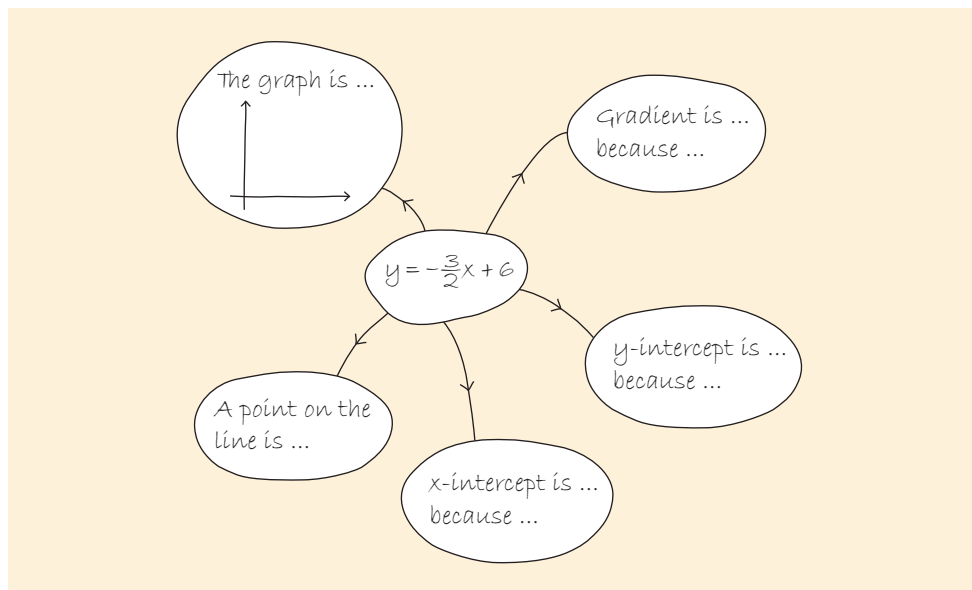 The graph is ...
Gradient is ...
because ...
y = -3/2x + 6
y-intercept is ...
because ...
A point on the
line is ...
x-intercept is ...
because ...